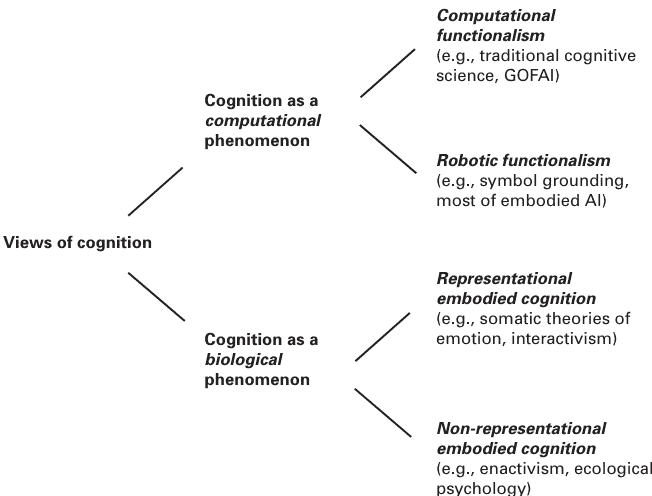 Computational
functionalism
(e.g., traditional cognitive
science, GOFAI)
Cognition as a
computational
phenomenon
Robotic functionalism
(e.g., symbol grounding,
most of embodied AI)
Views of cognition
Representational
embodied cognition
(e.g., somatic theories of
emotion, interactivism)
Cognition as a
biological
phenomenon
Non-representational
embodied cognition
(e.g., enactivism, ecological
psychology)